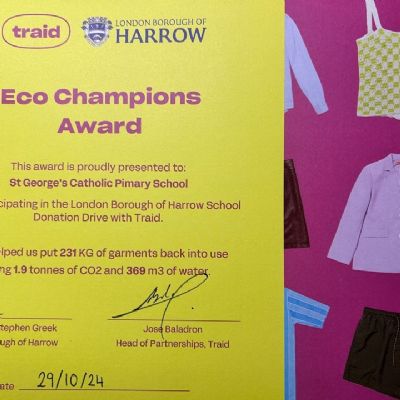 traid
LONDON BOROUGH OF
HARROW
Eco Champions
Award
This award is proudly presented to:
St George's Catholic Pimary School
cipating in the London Borough of Harrow School
Donation Drive with Traid.
lped us put 231 KG of garments back into use
ng 1.9 tonnes of CO2 and 369 m3 of water.
tephen Greek
Jose Baladron
ugh of Harrow
Head of Partnerships, Traid
ate 29/10/24